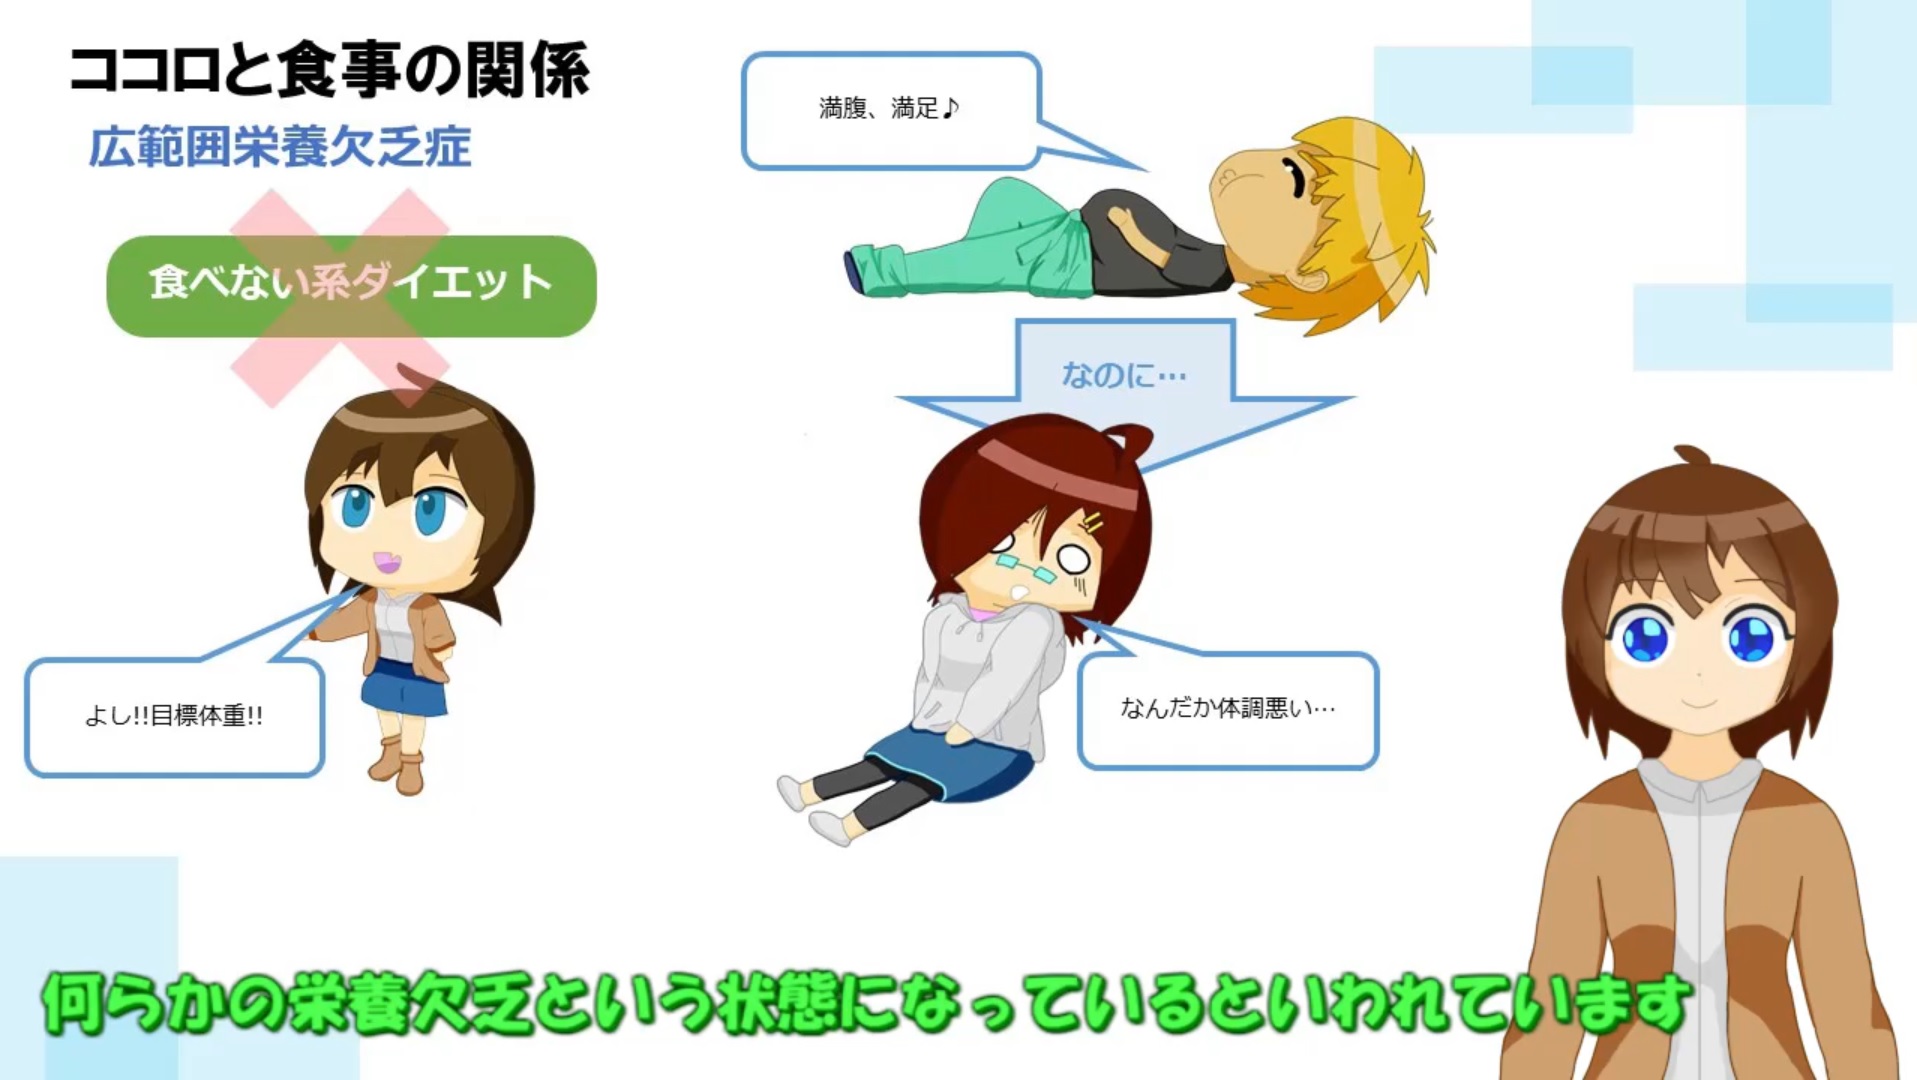 ココロと食事の関係
広範囲栄養欠乏症
食べない系ダイエット
よし!!目標体重!!
満腹、満足♪
なのに…
なんだか体調悪い…
何らかの栄養欠乏という状態になっているといわれています